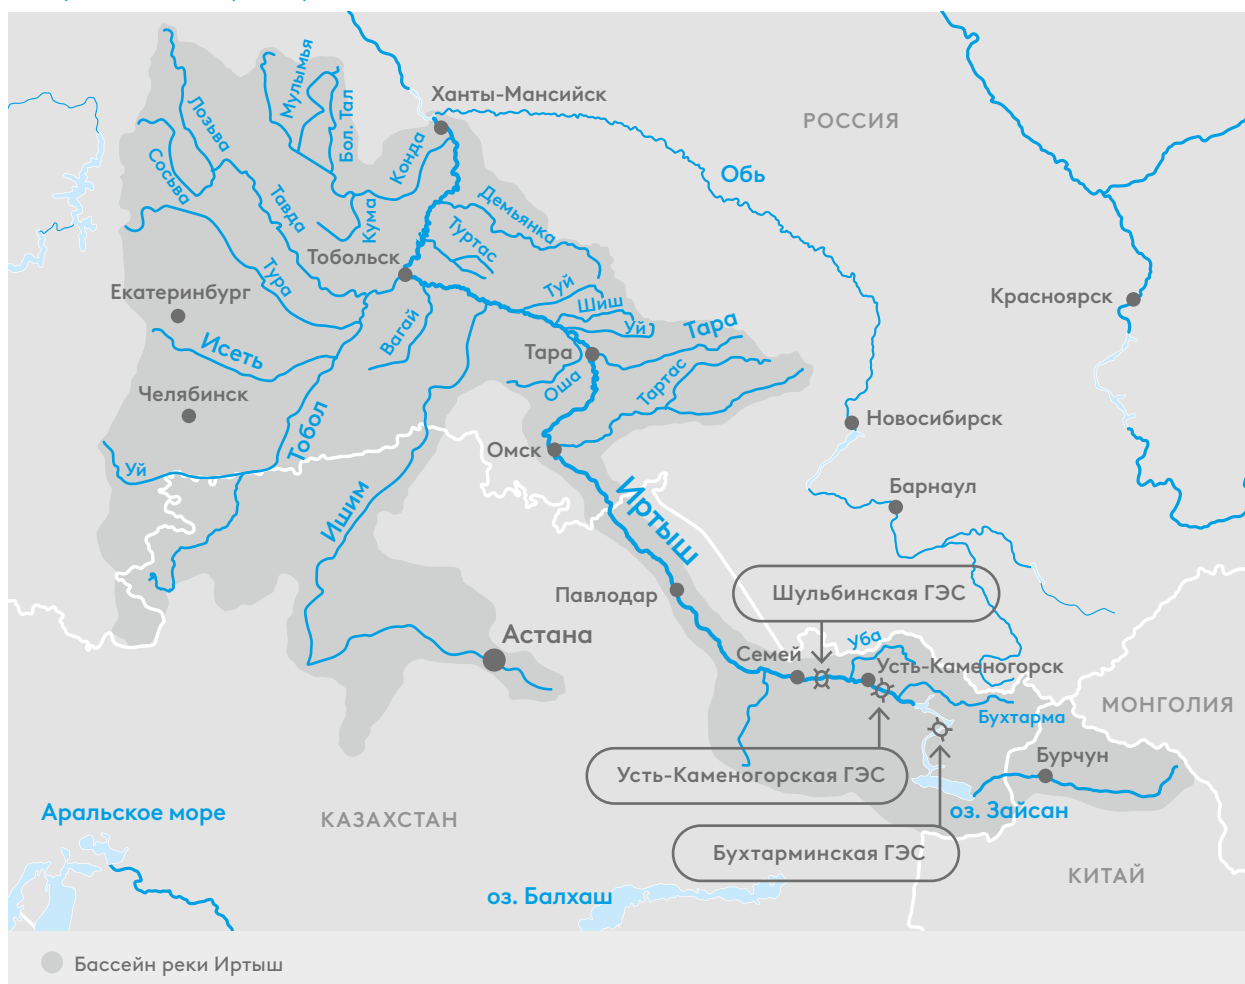 Ханты-Мансийск
РОССИЯ
Мулымья
Бол. Тал
Лозьва
Сосьва
Конда
Обь
Тавда
Кума
Демьянка
Туртас
Тобольск
Тура
Екатеринбург
Туй
Шиш
Уй
Тара
Красноярск
Вагай
Исеть
Тара
Оша
Тартас
Челябинск
Новосибирск
Тобол
Омск
Уй
Ишим
Иртыш
Барнаул
Павлодар
Шульбинская ГЭС
Астана
Уба
Семей
Усть-Каменогорск
МОНГОЛИЯ
Бухтарма
Бурчун
Усть-Каменогорская ГЭС
оз. Зайсан
Аральское море
КАЗАХСТАН
Бухтарминская ГЭС
КИТАЙ
оз. Балхаш
Бассейн реки Иртыш